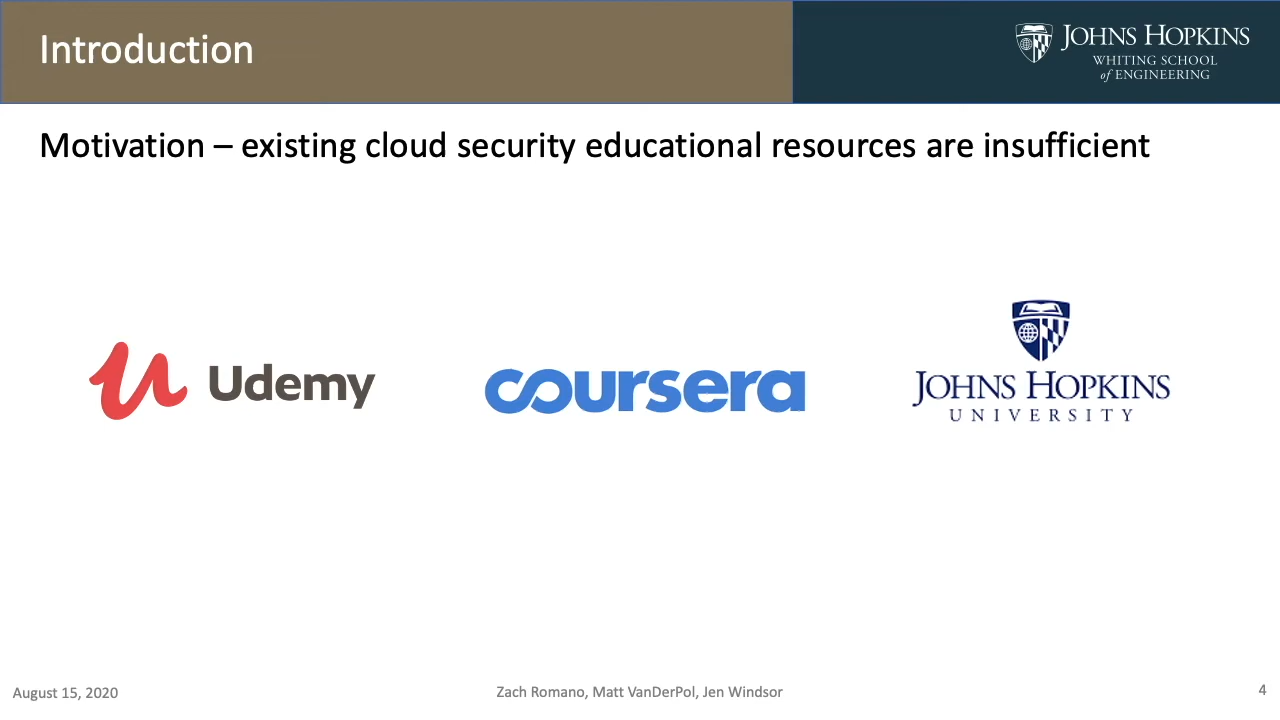 Introduction
JOHNS HOPKINS
WHITING SCHOOL
of ENGINEERING
Motivation – existing cloud security educational resources are insufficient
Udemy
coursera
JOHNS HOPKINS
UNIVERSITY
August 15, 2020
Zach Romano, Matt VanDerPol, Jen Windsor
4